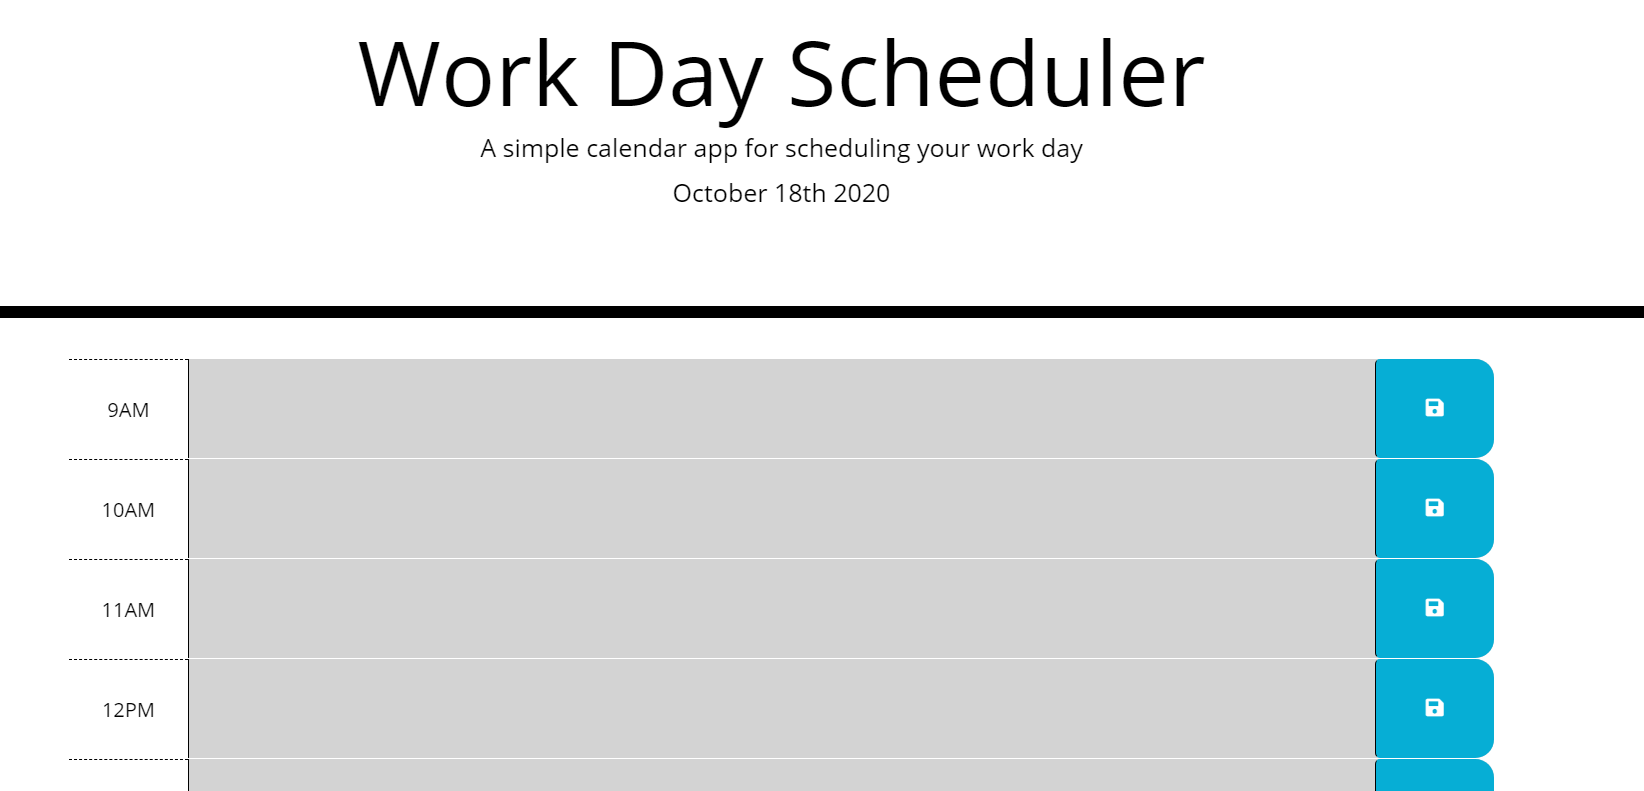 Work Day Scheduler
A simple calendar app for scheduling your work day
October 18th 2020
9AM
10AM
11AM
12PM